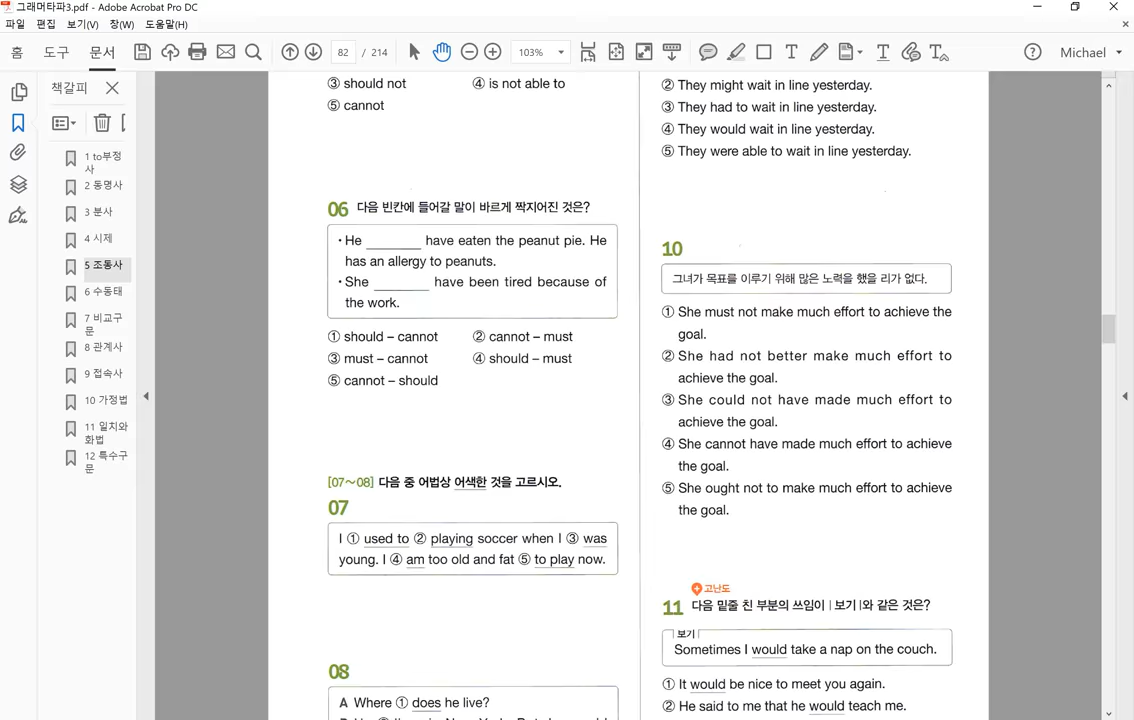 그래머타파3.pdf - Adobe Acrobat Pro DC
파일 편집 보기(V) 창(W) 도움말(H)
홈 도구 문서 82 / 214 103% Michael
책갈피
1 to부정
사
2 동명사
3 분사
4 시제
5 조동사
6 수동태
7 비교구
문
8 관계사
9 접속사
10 가정법
11 일치와
화법
12 특수구
문
③ should not ④ is not able to
⑤ cannot
06 다음 빈칸에 들어갈 말이 바르게 짝지어진 것은?
· He ________ have eaten the peanut pie. He
has an allergy to peanuts.
· She ________ have been tired because of
the work.
① should – cannot ② cannot – must
③ must – cannot ④ should – must
⑤ cannot – should
[07～08] 다음 중 어법상 어색한 것을 고르시오.
07
I ① used to ② playing soccer when I ③ was
young. I ④ am too old and fat ⑤ to play now.
08
A Where ① does he live?
② They might wait in line yesterday.
③ They had to wait in line yesterday.
④ They would wait in line yesterday.
⑤ They were able to wait in line yesterday.
10
그녀가 목표를 이루기 위해 많은 노력을 했을 리가 없다.
① She must not make much effort to achieve the
goal.
② She had not better make much effort to
achieve the goal.
③ She could not have made much effort to
achieve the goal.
④ She cannot have made much effort to achieve
the goal.
⑤ She ought not to make much effort to achieve
the goal.
고난도
11 다음 밑줄 친 부분의 쓰임이 |보기|와 같은 것은?
보기
Sometimes I would take a nap on the couch.
① It would be nice to meet you again.
② He said to me that he would teach me.